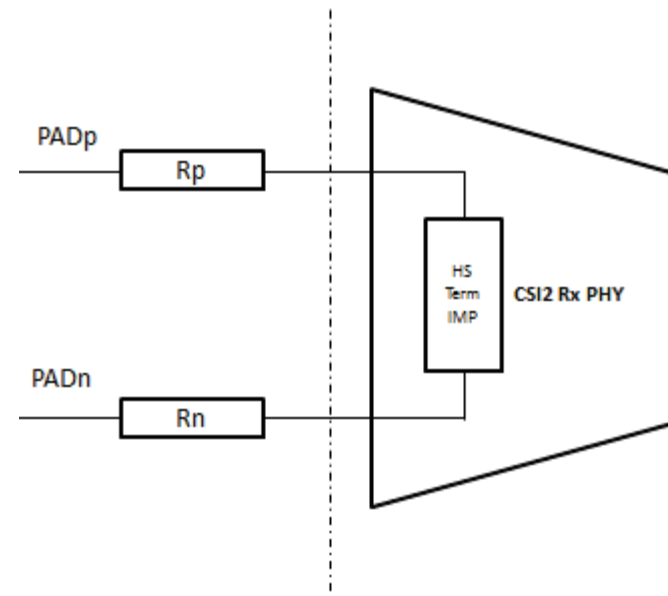 PADp
Rp
HS
Term
IMP
CSI2 Rx PHY
PADn
Rn